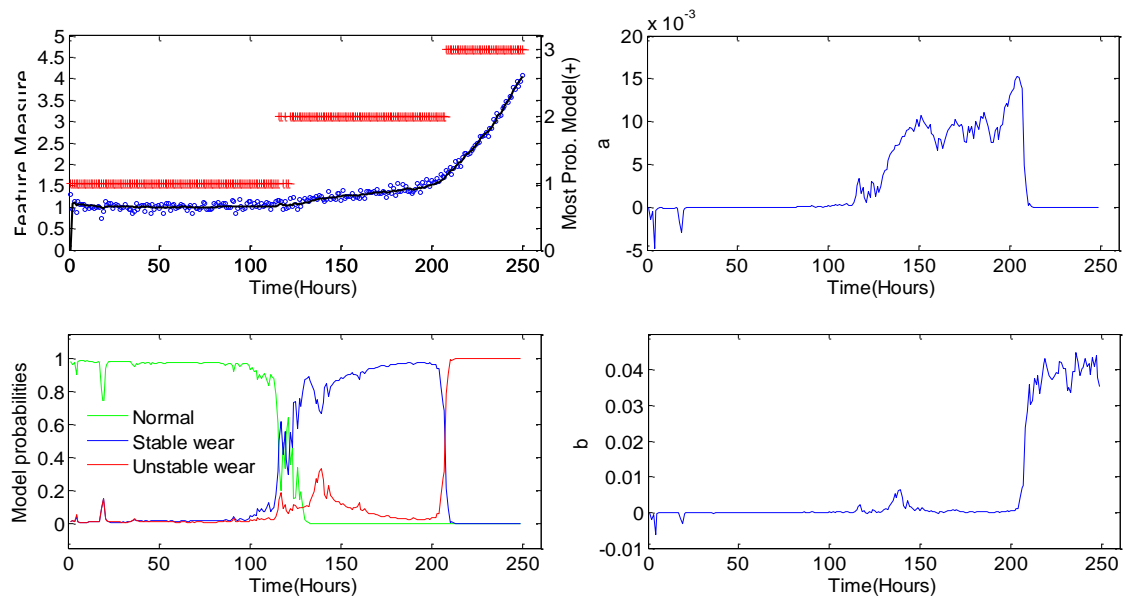 5
4.5
4
3.5
3
2.5
2
1.5
1
0.5
0
Feature Measure
3
2
1
0
Most Prob. Model(+)
0 50 100 150 200 250
Time(Hours)
x 10-3
20
15
10
5
0
-5
a
0 50 100 150 200 250
Time(Hours)
1
0.8
0.6
0.4
0.2
0
Model probabilities
Normal
Stable wear
Unstable wear
0 50 100 150 200 250
Time(Hours)
0.04
0.03
0.02
0.01
0
-0.01
b
0 50 100 150 200 250
Time(Hours)